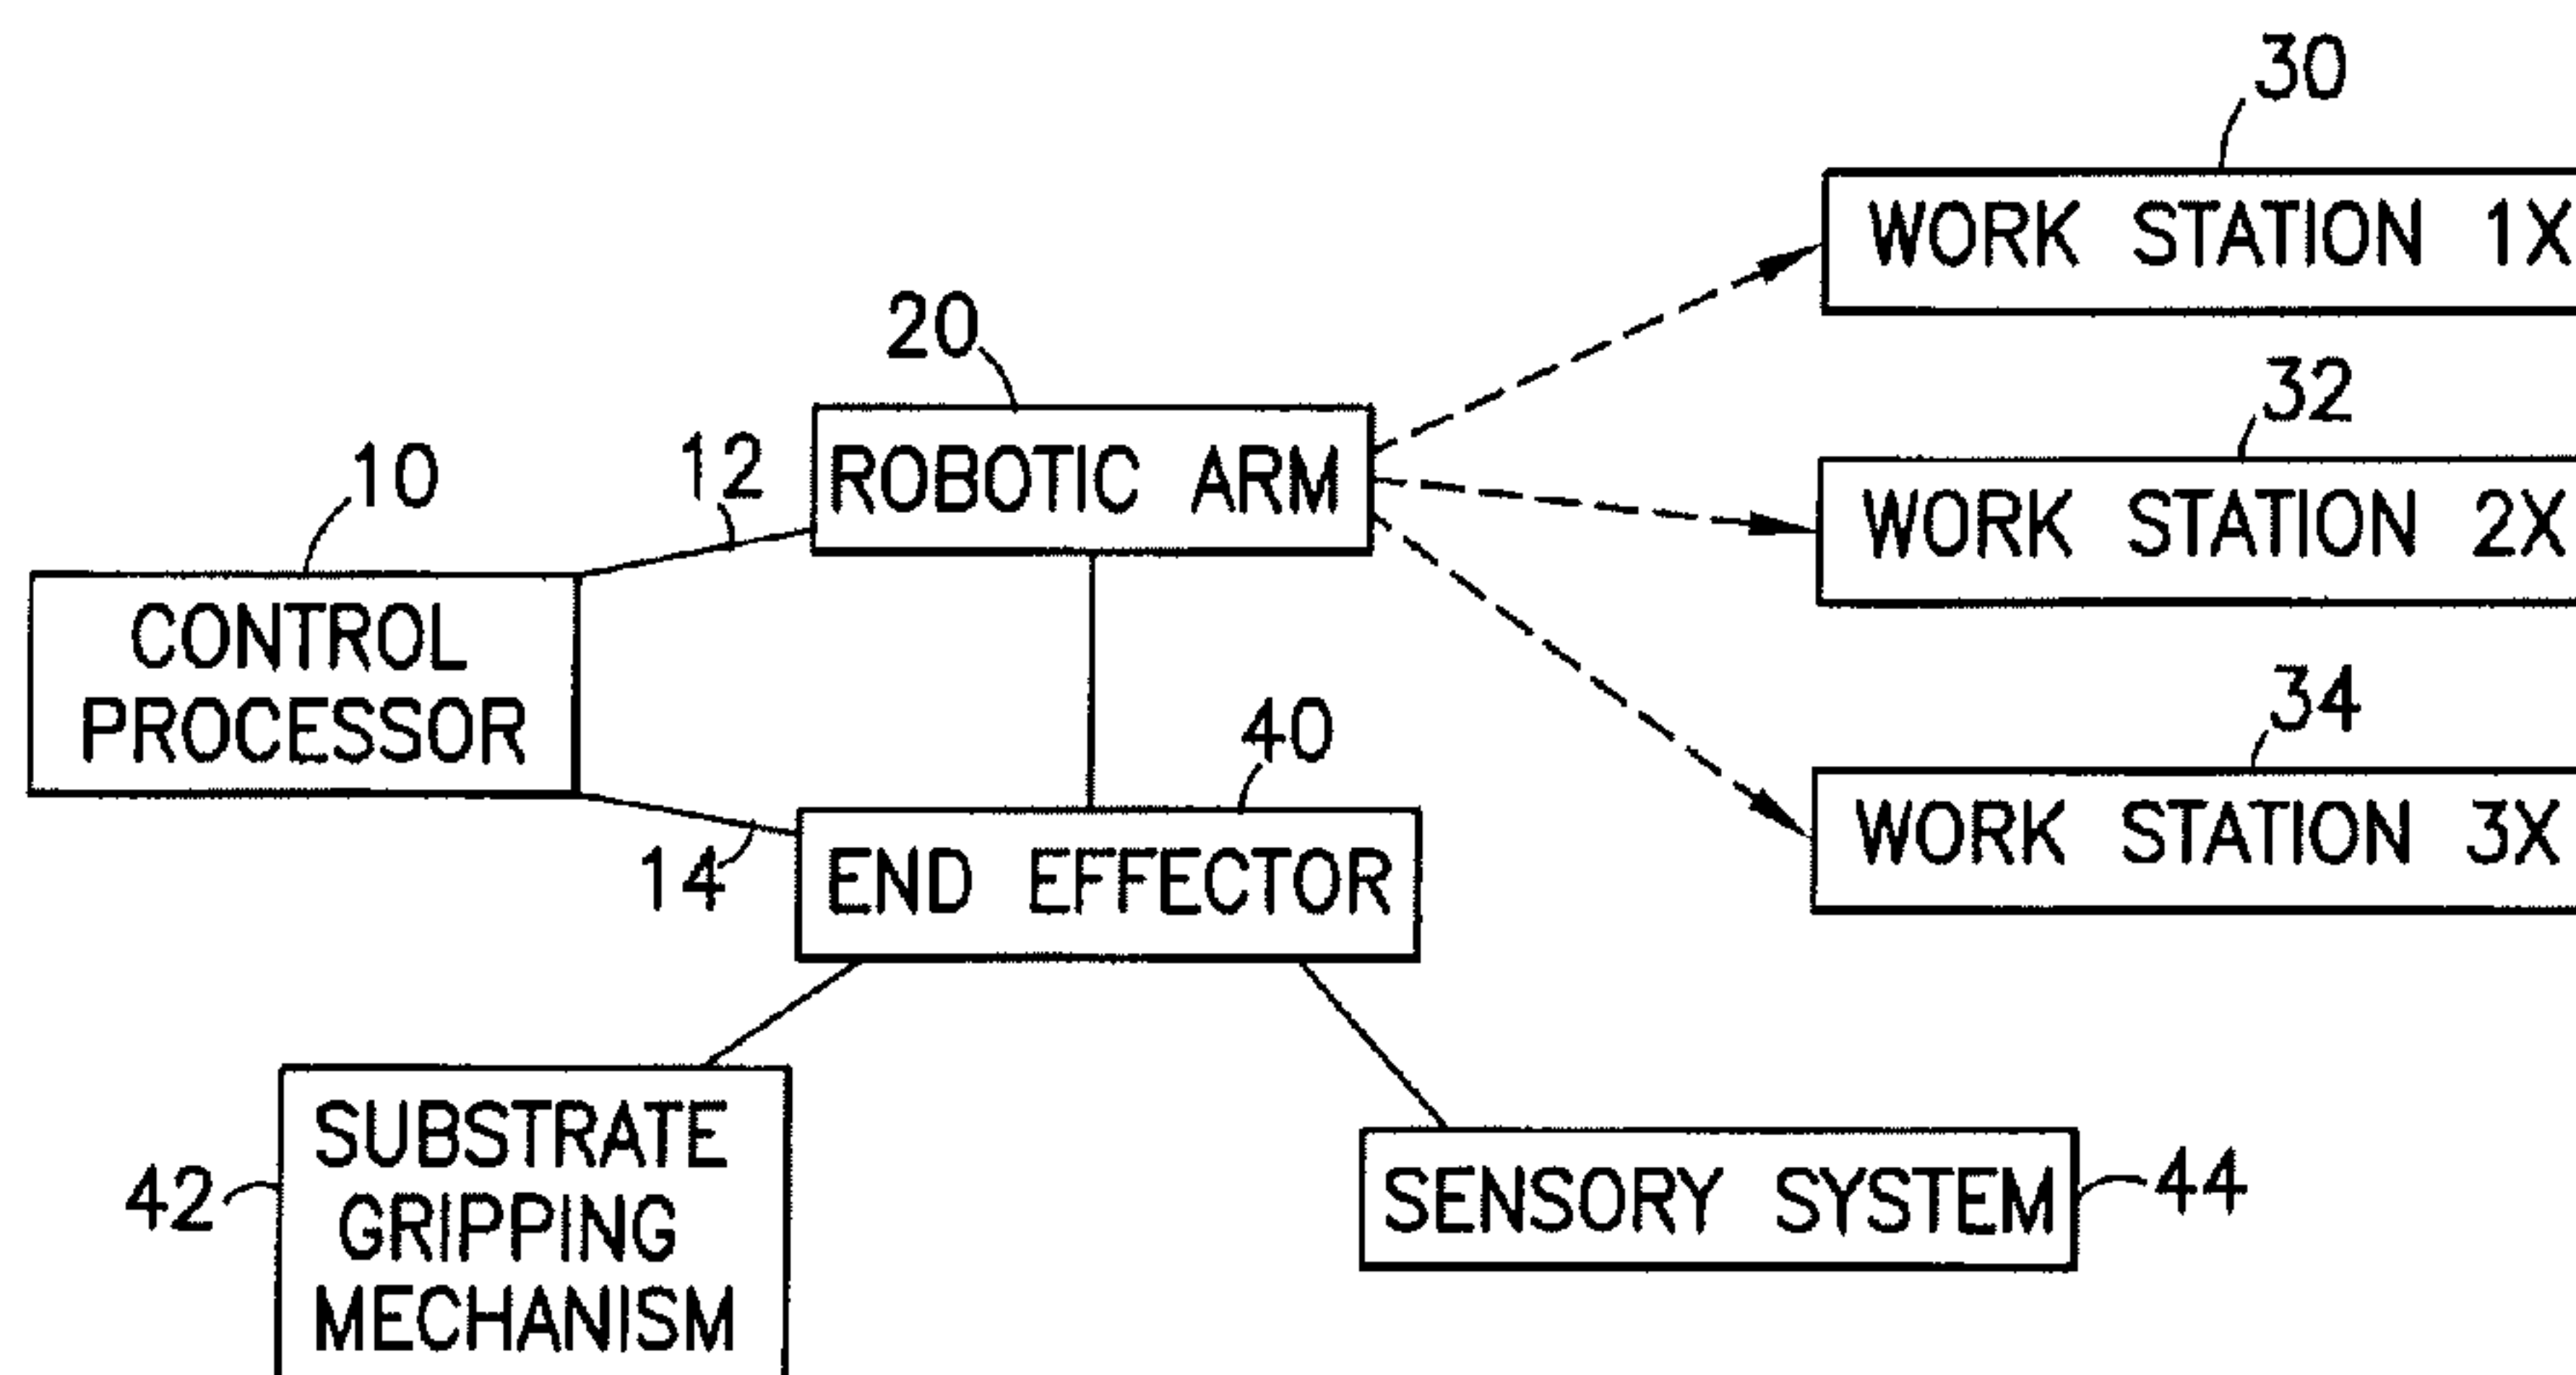 30
WORK STATION 1X
20
32
ROBOTIC ARM
12
10
WORK STATION 2X
CONTROL
PROCESSOR
34
40
WORK STATION 3X
14
END EFFECTOR
SUBSTRATE
GRIPPING
MECHANISM
42
SENSORY SYSTEM
44